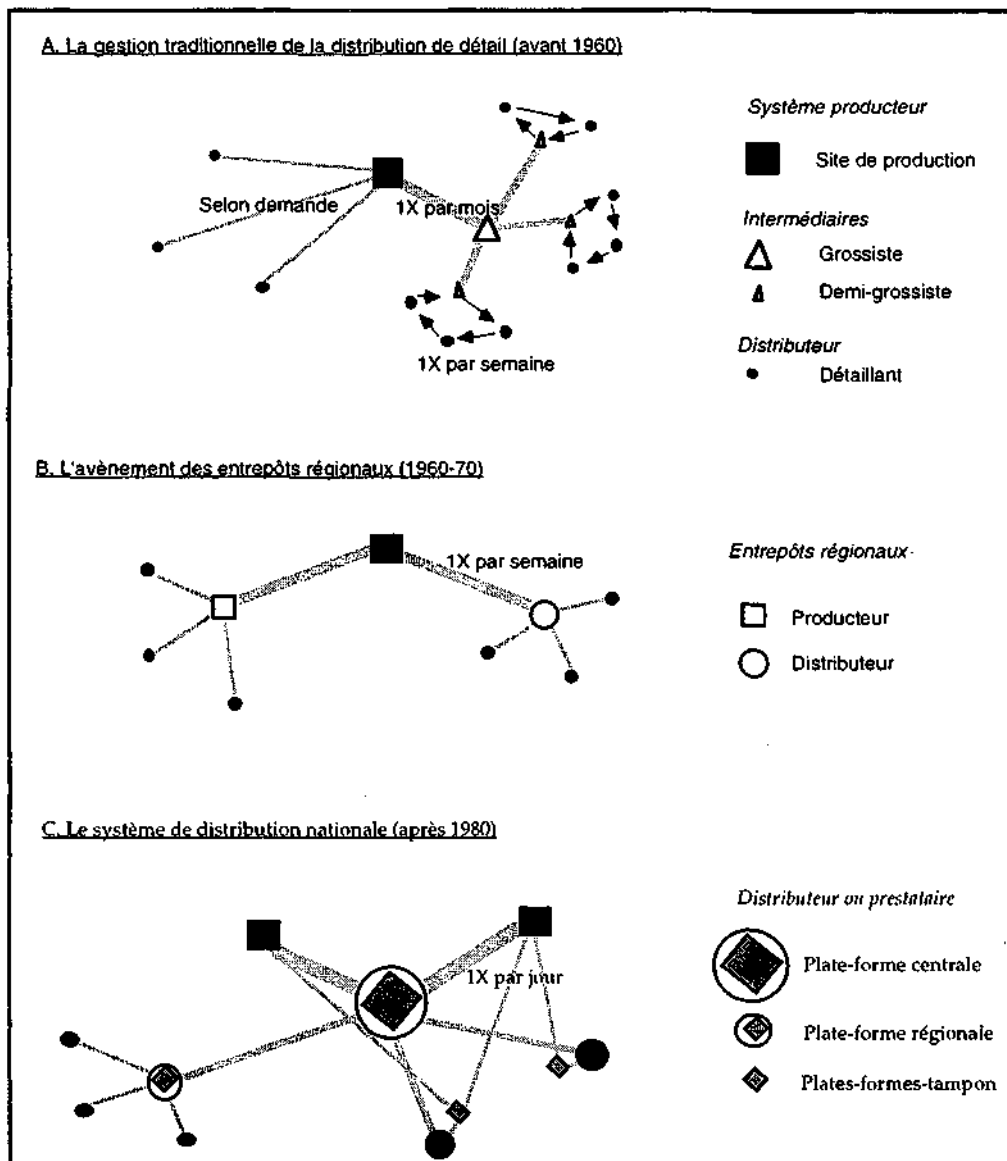 A. La gestion traditionnelle de la distribution de détail (avant 1960)
Système producteur
Site de production
Selon demande
1X par mois
Intermédiaires
Grossiste
Demi-grossiste
1X par semaine
Distributeur
Détaillant
B. L'avènement des entrepôts régionaux (1960-70)
1X par semaine
Entrepôts régionaux
Producteur
Distributeur
C. Le système de distribution nationale (après 1980)
Distributeur ou prestataire
1X par jour
Plate-forme centrale
Plate-forme régionale
Plates-formes-tampon